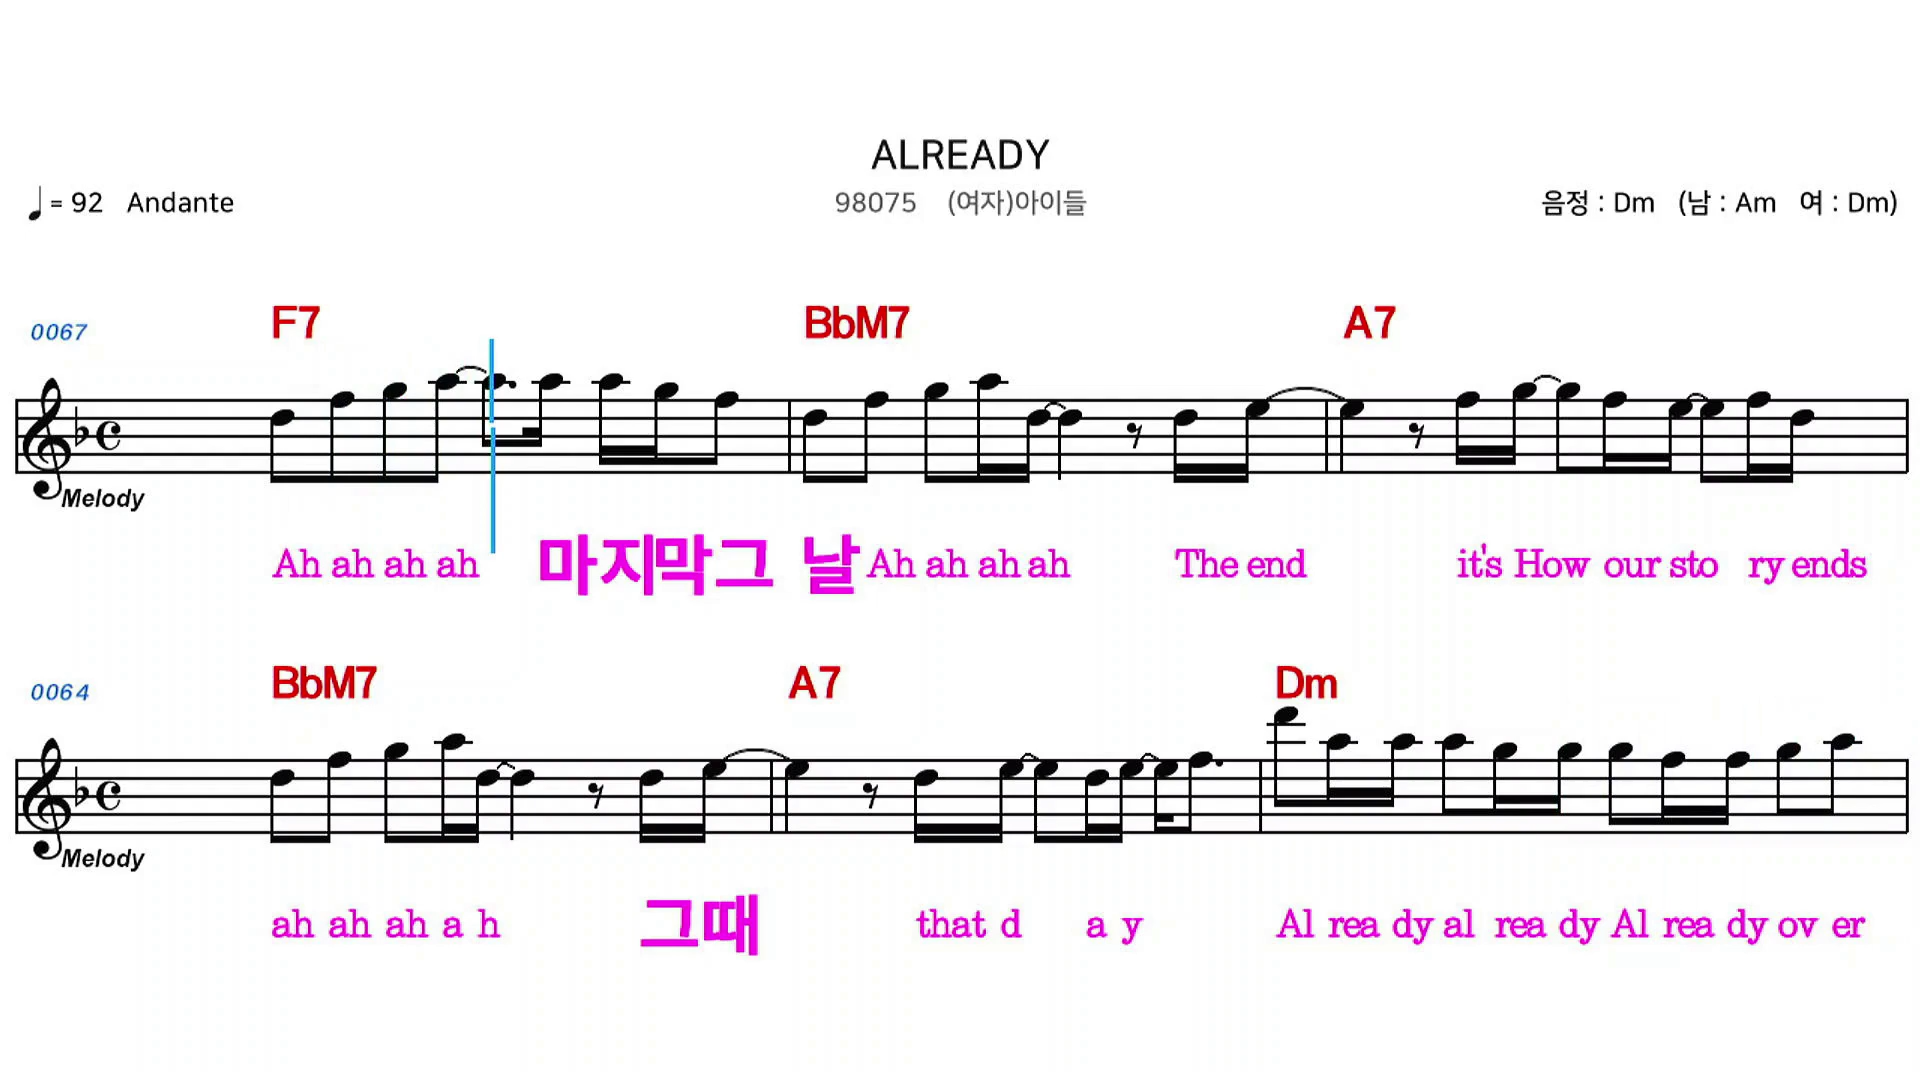 ALREADY
= 92 Andante 98075 (여자)아이들 음정 : Dm (남 : Am 여 : Dm)
0067 F7 BbM7 A7
Melody
Ah ah ah ah 마지막그 날 Ah ah ah ah The end it's How our sto ry ends
0064 BbM7 A7 Dm
Melody
ah ah ah a h 그때 that d a y Al rea dy al rea dy Al rea dy ov er